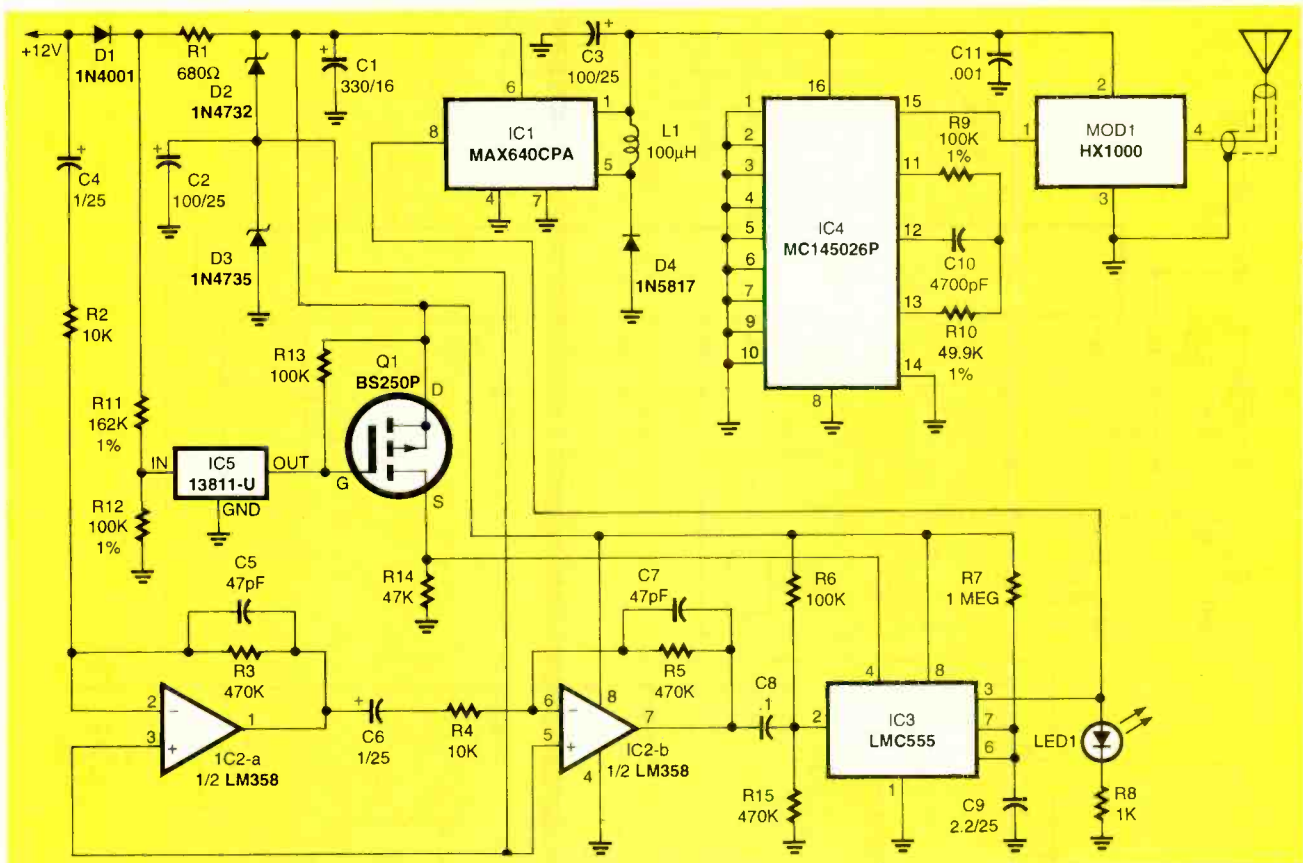 +12V
D1
1N4001
R1
680Ω
D2
1N4732
C1
330/16
C2
100/25
D3
1N4735
C4
1/25
R2
10K
R11
162K
1%
R12
100K
1%
IN
IC5
13811-U
OUT
GND
R13
100K
Q1
BS250P
D
G
S
R14
47K
C3
100/25
6
8
IC1
MAX640CPA
1
5
4
7
L1
100µH
D4
1N5817
16
1
2
3
4
5
6
7
9
10
IC4
MC145026P
15
11
12
13
14
8
R9
100K
1%
C10
4700pF
R10
49.9K
1%
C11
.001
2
1
MOD1
HX1000
4
3
C5
47pF
R3
470K
2
−
3
+
1
1C2-a
1/2 LM358
C6
1/25
R4
10K
C7
47pF
R5
470K
6
−
5
+
8
7
4
IC2-b
1/2 LM358
C8
.1
R6
100K
R15
470K
R7
1 MEG
4
8
2
IC3
LMC555
3
7
6
1
C9
2.2/25
LED1
R8
1K